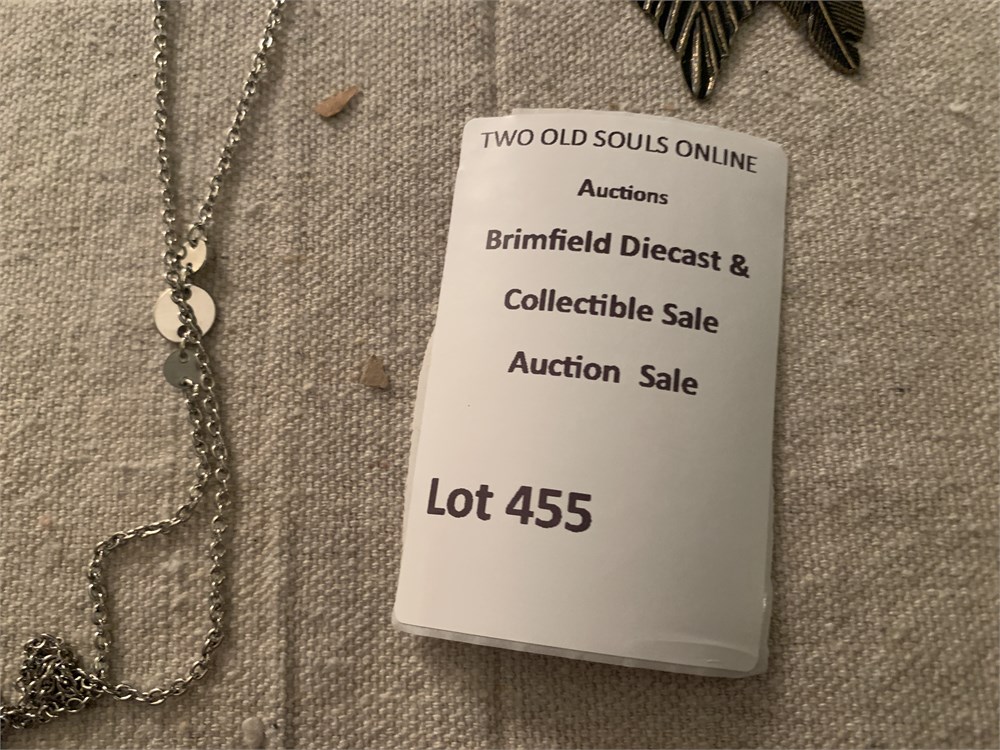 TWO OLD SOULS ONLINE
Auctions
Brimfield Diecast &
Collectible Sale
Auction Sale
Lot 455